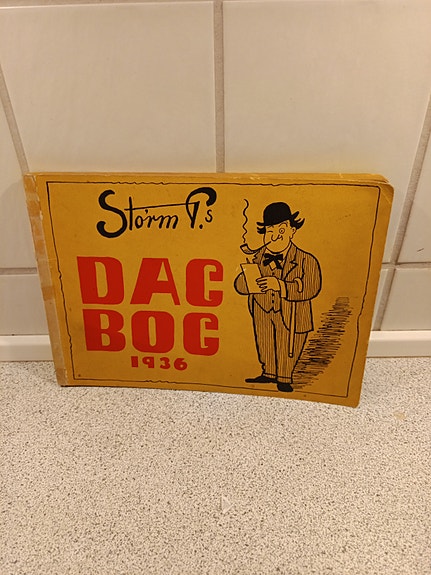 Storm P.s
DAG
BOG
1936